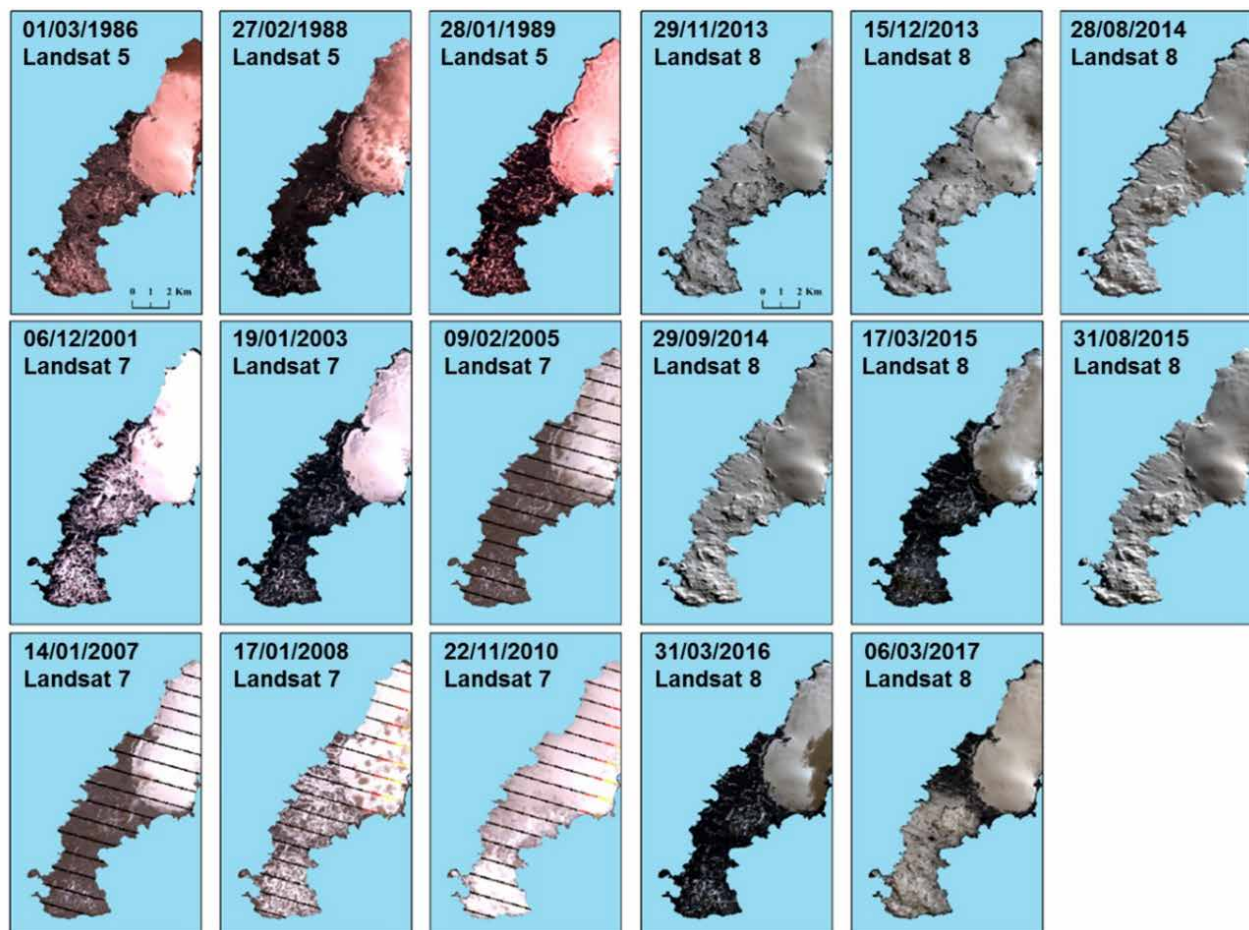 01/03/1986
Landsat 5
27/02/1988
Landsat 5
28/01/1989
Landsat 5
29/11/2013
Landsat 8
15/12/2013
Landsat 8
28/08/2014
Landsat 8
0 1 2 Km
0 1 2 Km
06/12/2001
Landsat 7
19/01/2003
Landsat 7
09/02/2005
Landsat 7
29/09/2014
Landsat 8
17/03/2015
Landsat 8
31/08/2015
Landsat 8
14/01/2007
Landsat 7
17/01/2008
Landsat 7
22/11/2010
Landsat 7
31/03/2016
Landsat 8
06/03/2017
Landsat 8